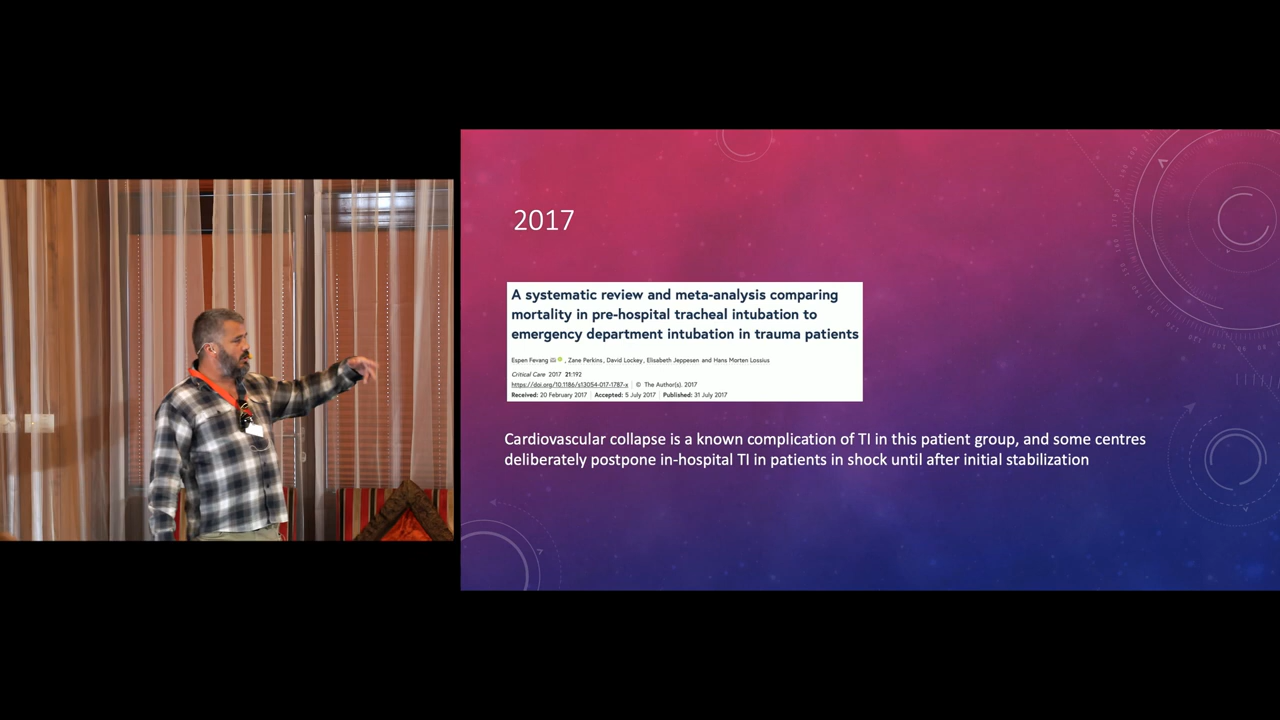 2017
A systematic review and meta-analysis comparing
mortality in pre-hospital tracheal intubation to
emergency department intubation in trauma patients
Espen Fevang, Zane Perkins, David Lockey, Elisabeth Jeppesen and Hans Morten Lossius
Critical Care 2017 21:192
https://doi.org/10.1186/s13054-017-1787-x | © The Author(s). 2017
Received: 20 February 2017 | Accepted: 5 July 2017 | Published: 31 July 2017
Cardiovascular collapse is a known complication of TI in this patient group, and some centres
deliberately postpone in-hospital TI in patients in shock until after initial stabilization